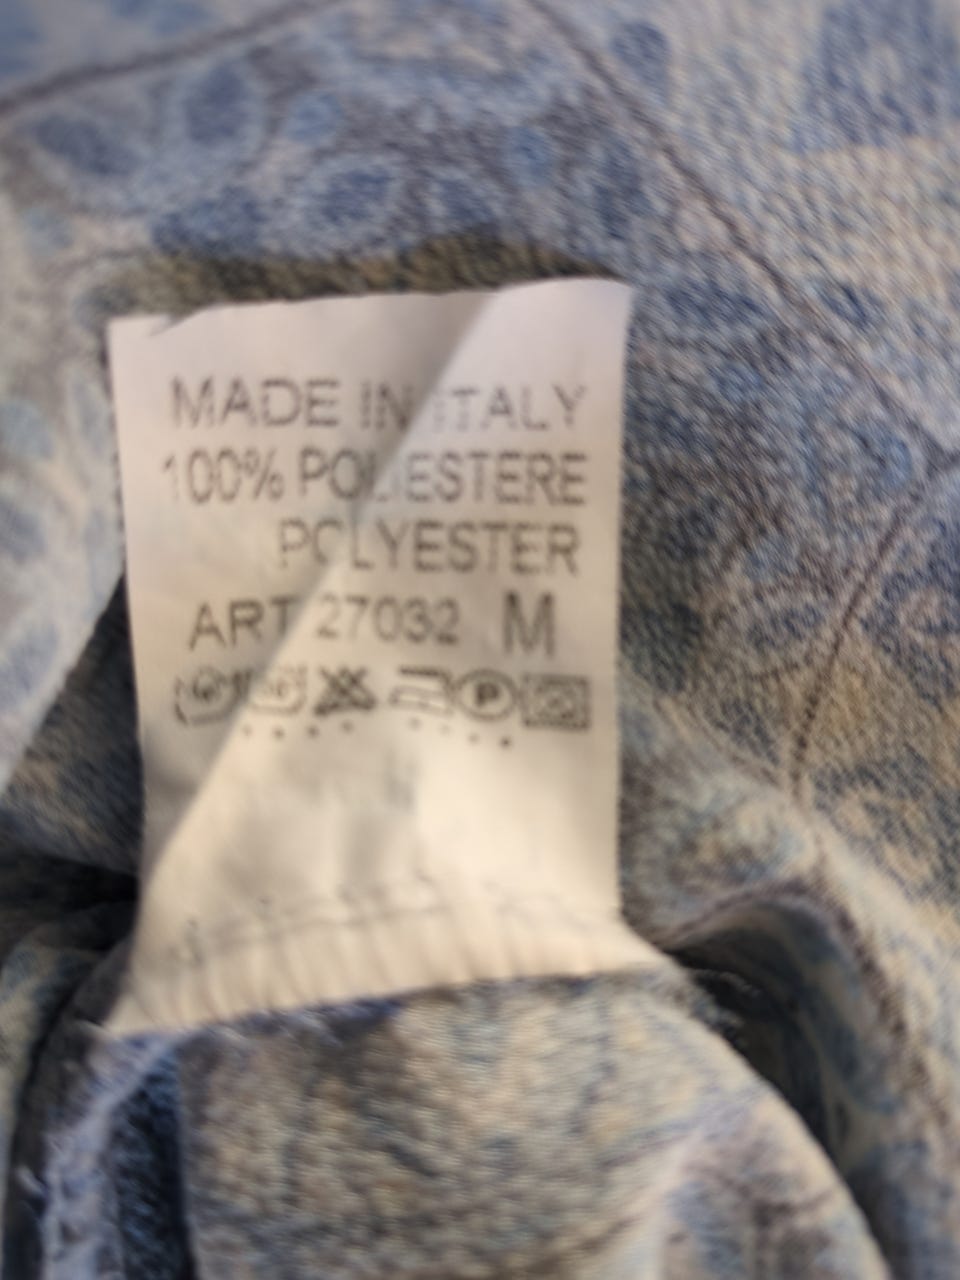 MADE IN ITALY
100% POLIESTERE
POLYESTER
ART 27032 M
P